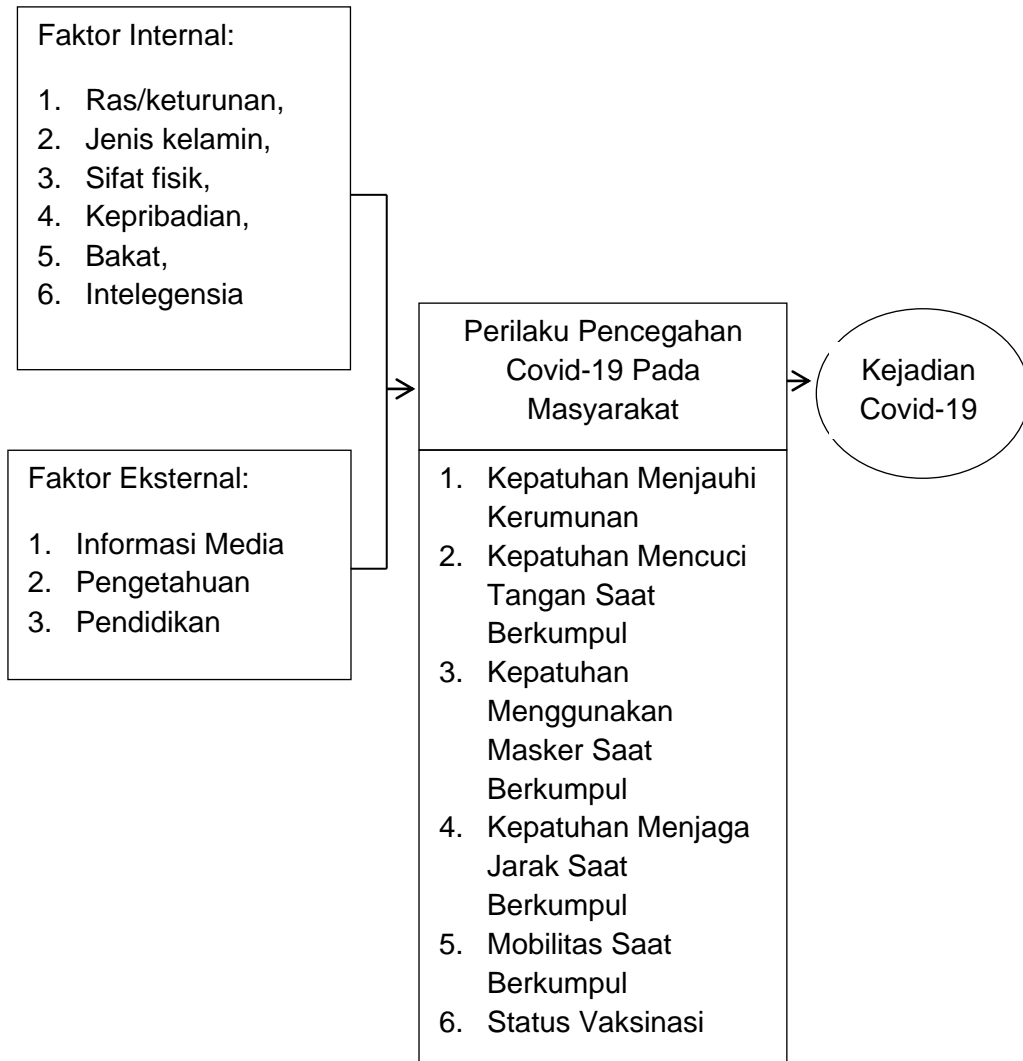 Faktor Internal:
1. Ras/keturunan,
2. Jenis kelamin,
3. Sifat fisik,
4. Kepribadian,
5. Bakat,
6. Intelegensia
Faktor Eksternal:
1. Informasi Media
2. Pengetahuan
3. Pendidikan
Perilaku Pencegahan
Covid-19 Pada
Masyarakat
1. Kepatuhan Menjauhi
Kerumunan
2. Kepatuhan Mencuci
Tangan Saat
Berkumpul
3. Kepatuhan
Menggunakan
Masker Saat
Berkumpul
4. Kepatuhan Menjaga
Jarak Saat
Berkumpul
5. Mobilitas Saat
Berkumpul
6. Status Vaksinasi
Kejadian
Covid-19